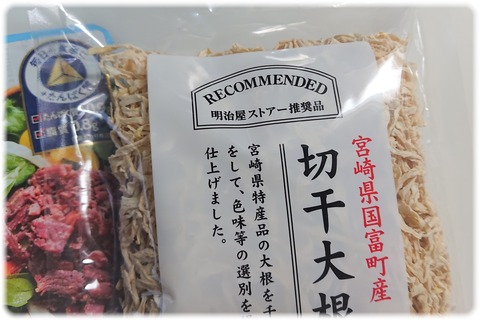 RECOMMENDED
明治屋ストアー推奨品
宮崎県国富町産
切干大根
宮崎県特産品の大根を千
をして、色味等の選別を
仕上げました。